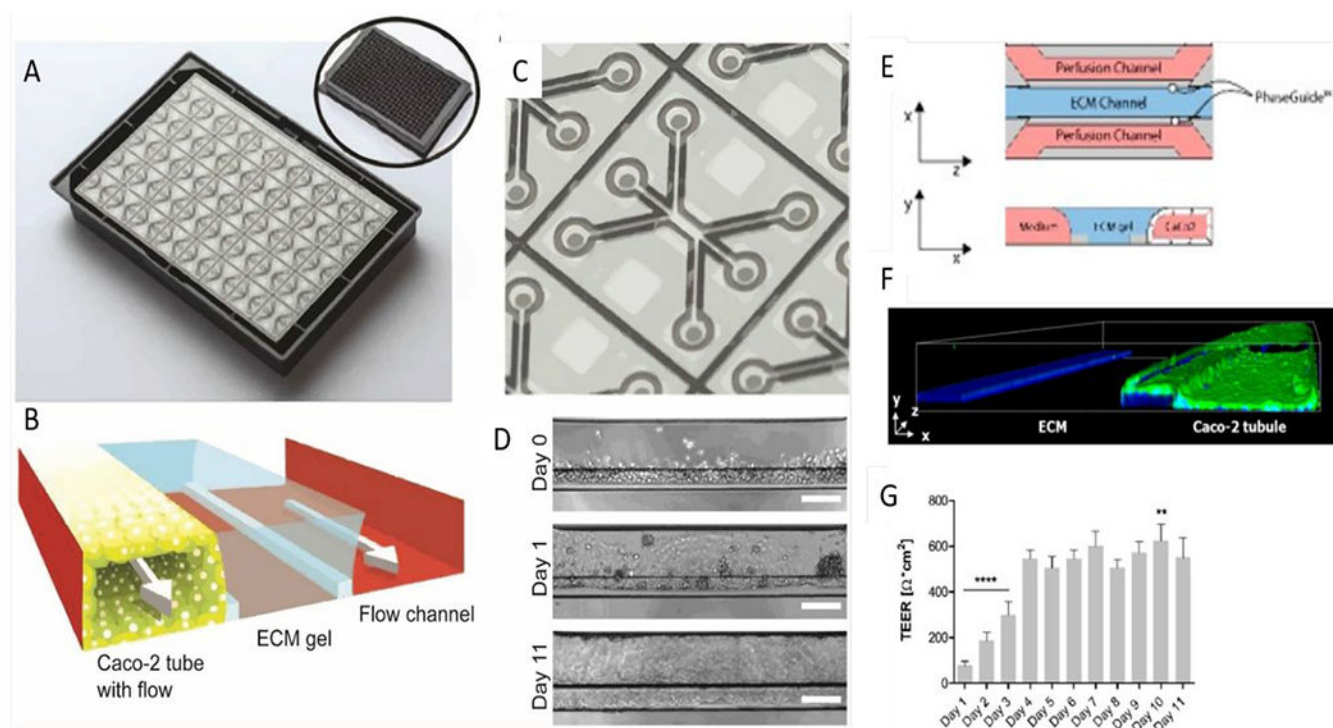 A
B
Caco-2 tube
with flow
ECM gel
Flow channel
C
D
Day 0
Day 1
Day 11
E
Perfusion Channel
ECM Channel
Perfusion Channel
PhaseGuide
x
z
Medium
ECM gel
CaCo2
y
x
F
y
z
x
ECM
Caco-2 tubule
G
TEER [Ω*cm2]
800
600
400
200
0
****
**
Day 1
Day 2
Day 3
Day 4
Day 5
Day 6
Day 7
Day 8
Day 9
Day 10
Day 11